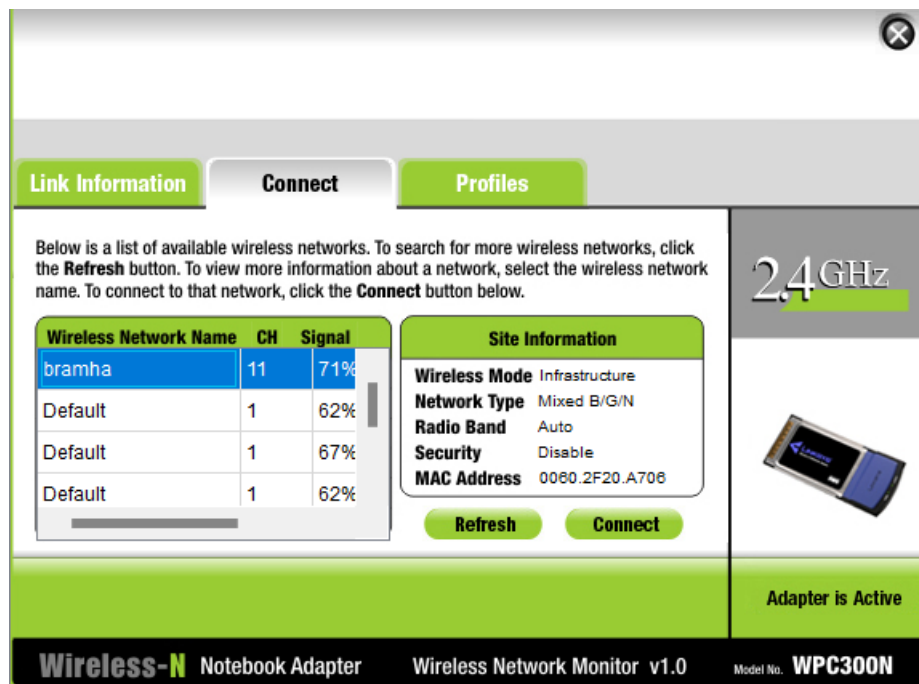 Link Information
Connect
Profiles
Below is a list of available wireless networks. To search for more wireless networks, click
the Refresh button. To view more information about a network, select the wireless network
name. To connect to that network, click the Connect button below.
2.4GHz
Wireless Network Name CH Signal
bramha 11 71%
Default 1 62%
Default 1 67%
Default 1 62%
Site Information
Wireless Mode Infrastructure
Network Type Mixed B/G/N
Radio Band Auto
Security Disable
MAC Address 0060.2F20.A706
Refresh
Connect
LINKSYS
Adapter is Active
Wireless-N Notebook Adapter
Wireless Network Monitor v1.0
Model No. WPC300N